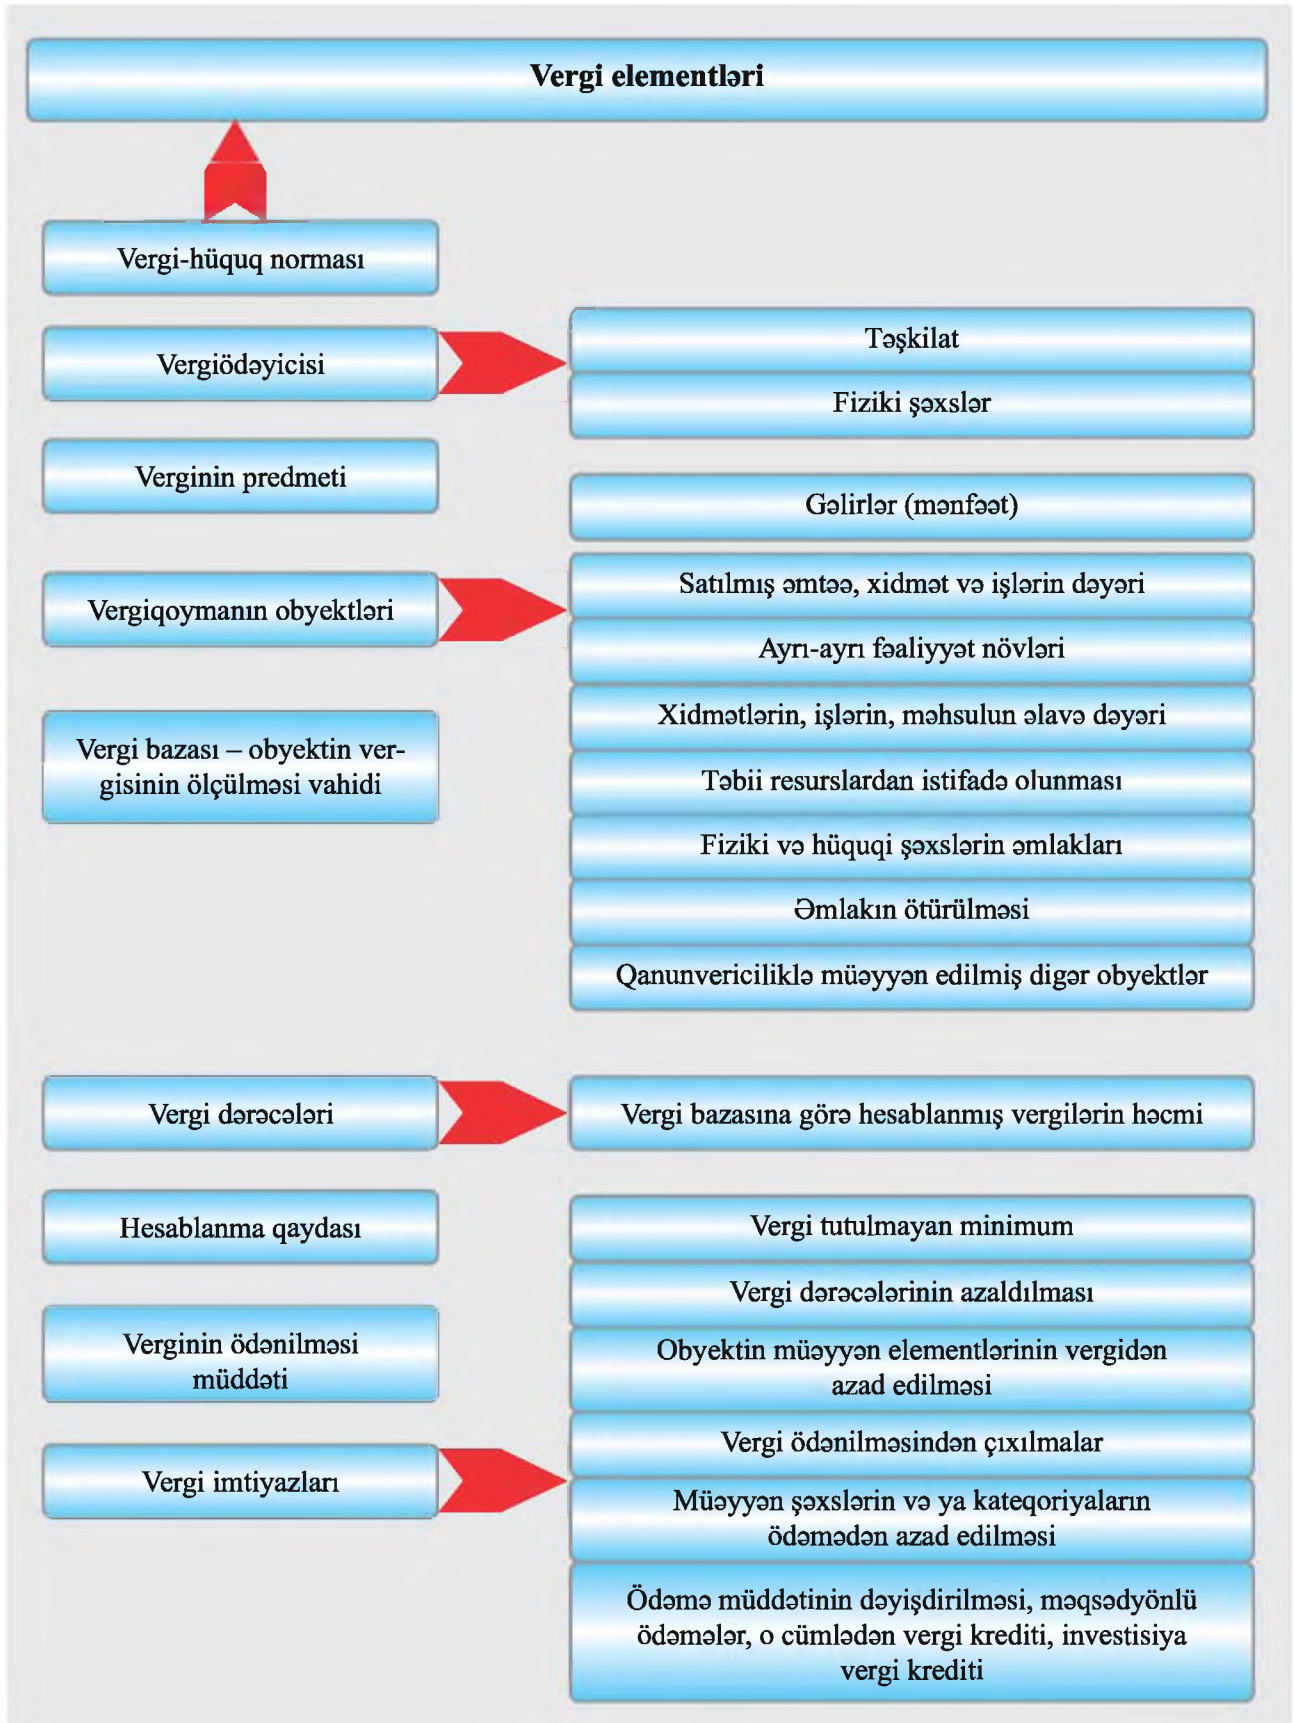 Vergi elementləri
Vergi-hüquq norması
Vergiödəyicisi
Təşkilat
Fiziki şəxslər
Verginin predmeti
Vergiqoymanın obyektləri
Gəlirlər (mənfəət)
Satılmış əmtəə, xidmət və işlərin dəyəri
Ayrı-ayrı fəaliyyət növləri
Xidmətlərin, işlərin, məhsulun əlavə dəyəri
Təbii resurslardan istifadə olunması
Fiziki və hüquqi şəxslərin əmlakları
Əmlakın ötürülməsi
Qanunvericiliklə müəyyən edilmiş digər obyektlər
Vergi bazası – obyektin ver-
gisinin ölçülməsi vahidi
Vergi dərəcələri
Vergi bazasına görə hesablanmış vergilərin həcmi
Hesablanma qaydası
Verginin ödənilməsi
müddəti
Vergi imtiyazları
Vergi tutulmayan minimum
Vergi dərəcələrinin azaldılması
Obyektin müəyyən elementlərinin vergidən
azad edilməsi
Vergi ödənilməsindən çıxılmalar
Müəyyən şəxslərin və ya kateqoriyaların
ödəmədən azad edilməsi
Ödəmə müddətinin dəyişdirilməsi, məqsədyönlü
ödəmələr, o cümlədən vergi krediti, investisiya
vergi krediti